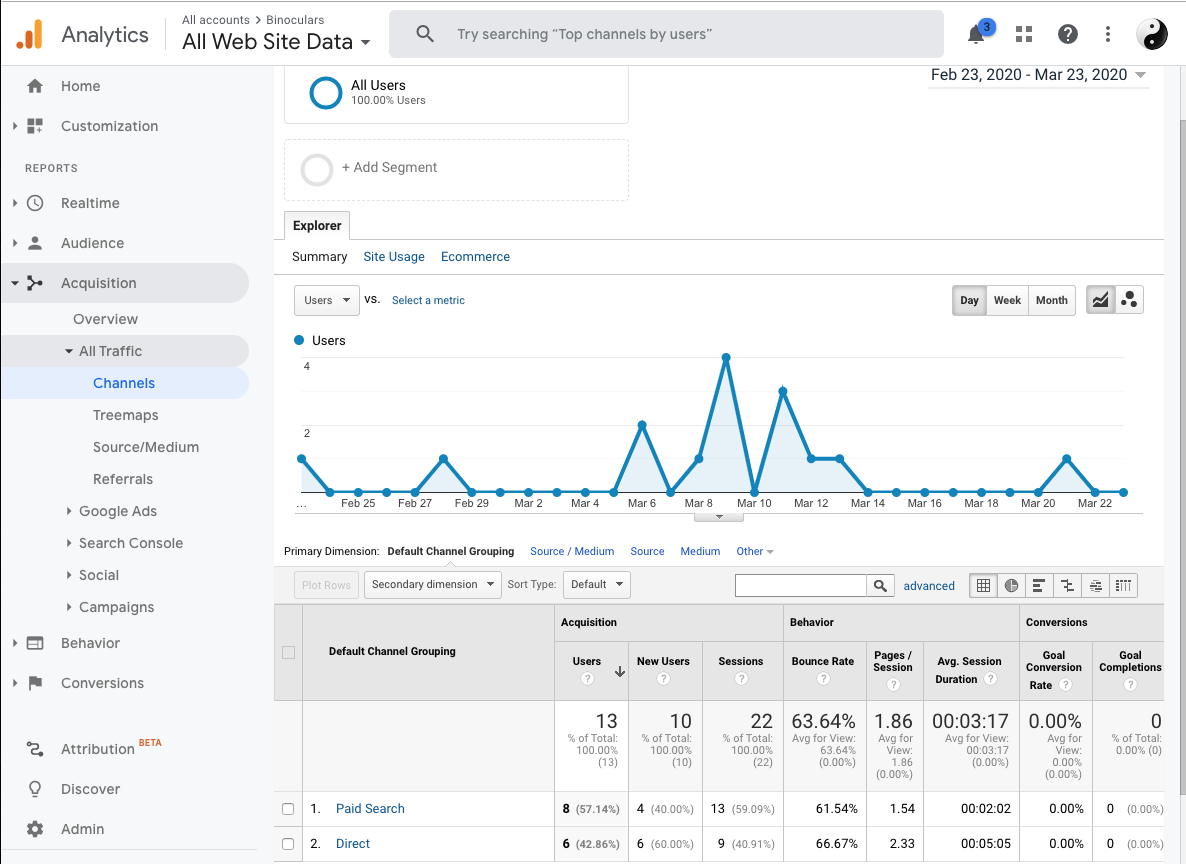 Analytics
All accounts > Binoculars
All Web Site Data
Try searching “Top channels by users”
3
Home
Customization
REPORTS
Realtime
Audience
Acquisition
Overview
All Traffic
Channels
Treemaps
Source/Medium
Referrals
Google Ads
Search Console
Social
Campaigns
Behavior
Conversions
Attribution BETA
Discover
Admin
All Users
100.00% Users
Feb 23, 2020 - Mar 23, 2020
+ Add Segment
Explorer
Summary Site Usage Ecommerce
Users VS. Select a metric
Day Week Month
Users
4
2
... Feb 25 Feb 27 Feb 29 Mar 2 Mar 4 Mar 6 Mar 8 Mar 10 Mar 12 Mar 14 Mar 16 Mar 18 Mar 20 Mar 22
Primary Dimension: Default Channel Grouping Source / Medium Source Medium Other
Plot Rows Secondary dimension Sort Type: Default advanced
Default Channel Grouping
Acquisition Behavior Conversions
Users ?
New Users ?
Sessions ?
Bounce Rate ?
Pages /
Session ?
Avg. Session
Duration ?
Goal
Conversion
Rate ?
Goal
Completions ?
13
% of Total:
100.00%
(13)
10
% of Total:
100.00%
(10)
22
% of Total:
100.00%
(22)
63.64%
Avg for View:
63.64%
(0.00%)
1.86
Avg for
View:
1.86
(0.00%)
00:03:17
Avg for View:
00:03:17
(0.00%)
0.00%
Avg for
View:
0.00%
(0.00%)
0
% of Total:
0.00% (0)
1. Paid Search 8 (57.14%) 4 (40.00%) 13 (59.09%) 61.54% 1.54 00:02:02 0.00% 0 (0.00%)
2. Direct 6 (42.86%) 6 (60.00%) 9 (40.91%) 66.67% 2.33 00:05:05 0.00% 0 (0.00%)